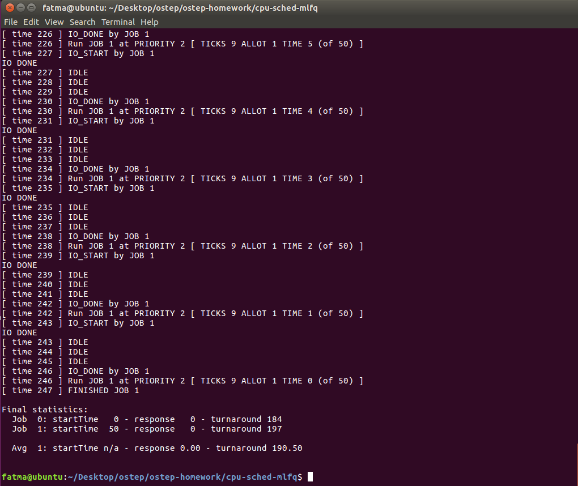 fatma@ubuntu: ~/Desktop/ostep/ostep-homework/cpu-sched-mlfq
File Edit View Search Terminal Help
[ time 226 ] IO_DONE by JOB 1
[ time 226 ] Run JOB 1 at PRIORITY 2 [ TICKS 9 ALLOT 1 TIME 5 (of 50) ]
[ time 227 ] IO_START by JOB 1
IO DONE
[ time 227 ] IDLE
[ time 228 ] IDLE
[ time 229 ] IDLE
[ time 230 ] IO_DONE by JOB 1
[ time 230 ] Run JOB 1 at PRIORITY 2 [ TICKS 9 ALLOT 1 TIME 4 (of 50) ]
[ time 231 ] IO_START by JOB 1
IO DONE
[ time 231 ] IDLE
[ time 232 ] IDLE
[ time 233 ] IDLE
[ time 234 ] IO_DONE by JOB 1
[ time 234 ] Run JOB 1 at PRIORITY 2 [ TICKS 9 ALLOT 1 TIME 3 (of 50) ]
[ time 235 ] IO_START by JOB 1
IO DONE
[ time 235 ] IDLE
[ time 236 ] IDLE
[ time 237 ] IDLE
[ time 238 ] IO_DONE by JOB 1
[ time 238 ] Run JOB 1 at PRIORITY 2 [ TICKS 9 ALLOT 1 TIME 2 (of 50) ]
[ time 239 ] IO_START by JOB 1
IO DONE
[ time 239 ] IDLE
[ time 240 ] IDLE
[ time 241 ] IDLE
[ time 242 ] IO_DONE by JOB 1
[ time 242 ] Run JOB 1 at PRIORITY 2 [ TICKS 9 ALLOT 1 TIME 1 (of 50) ]
[ time 243 ] IO_START by JOB 1
IO DONE
[ time 243 ] IDLE
[ time 244 ] IDLE
[ time 245 ] IDLE
[ time 246 ] IO_DONE by JOB 1
[ time 246 ] Run JOB 1 at PRIORITY 2 [ TICKS 9 ALLOT 1 TIME 0 (of 50) ]
[ time 247 ] FINISHED JOB 1
Final statistics:
Job 0: startTime 0 - response 0 - turnaround 184
Job 1: startTime 50 - response 0 - turnaround 197
Avg 1: startTime n/a - response 0.00 - turnaround 190.50
fatma@ubuntu:~/Desktop/ostep/ostep-homework/cpu-sched-mlfq$